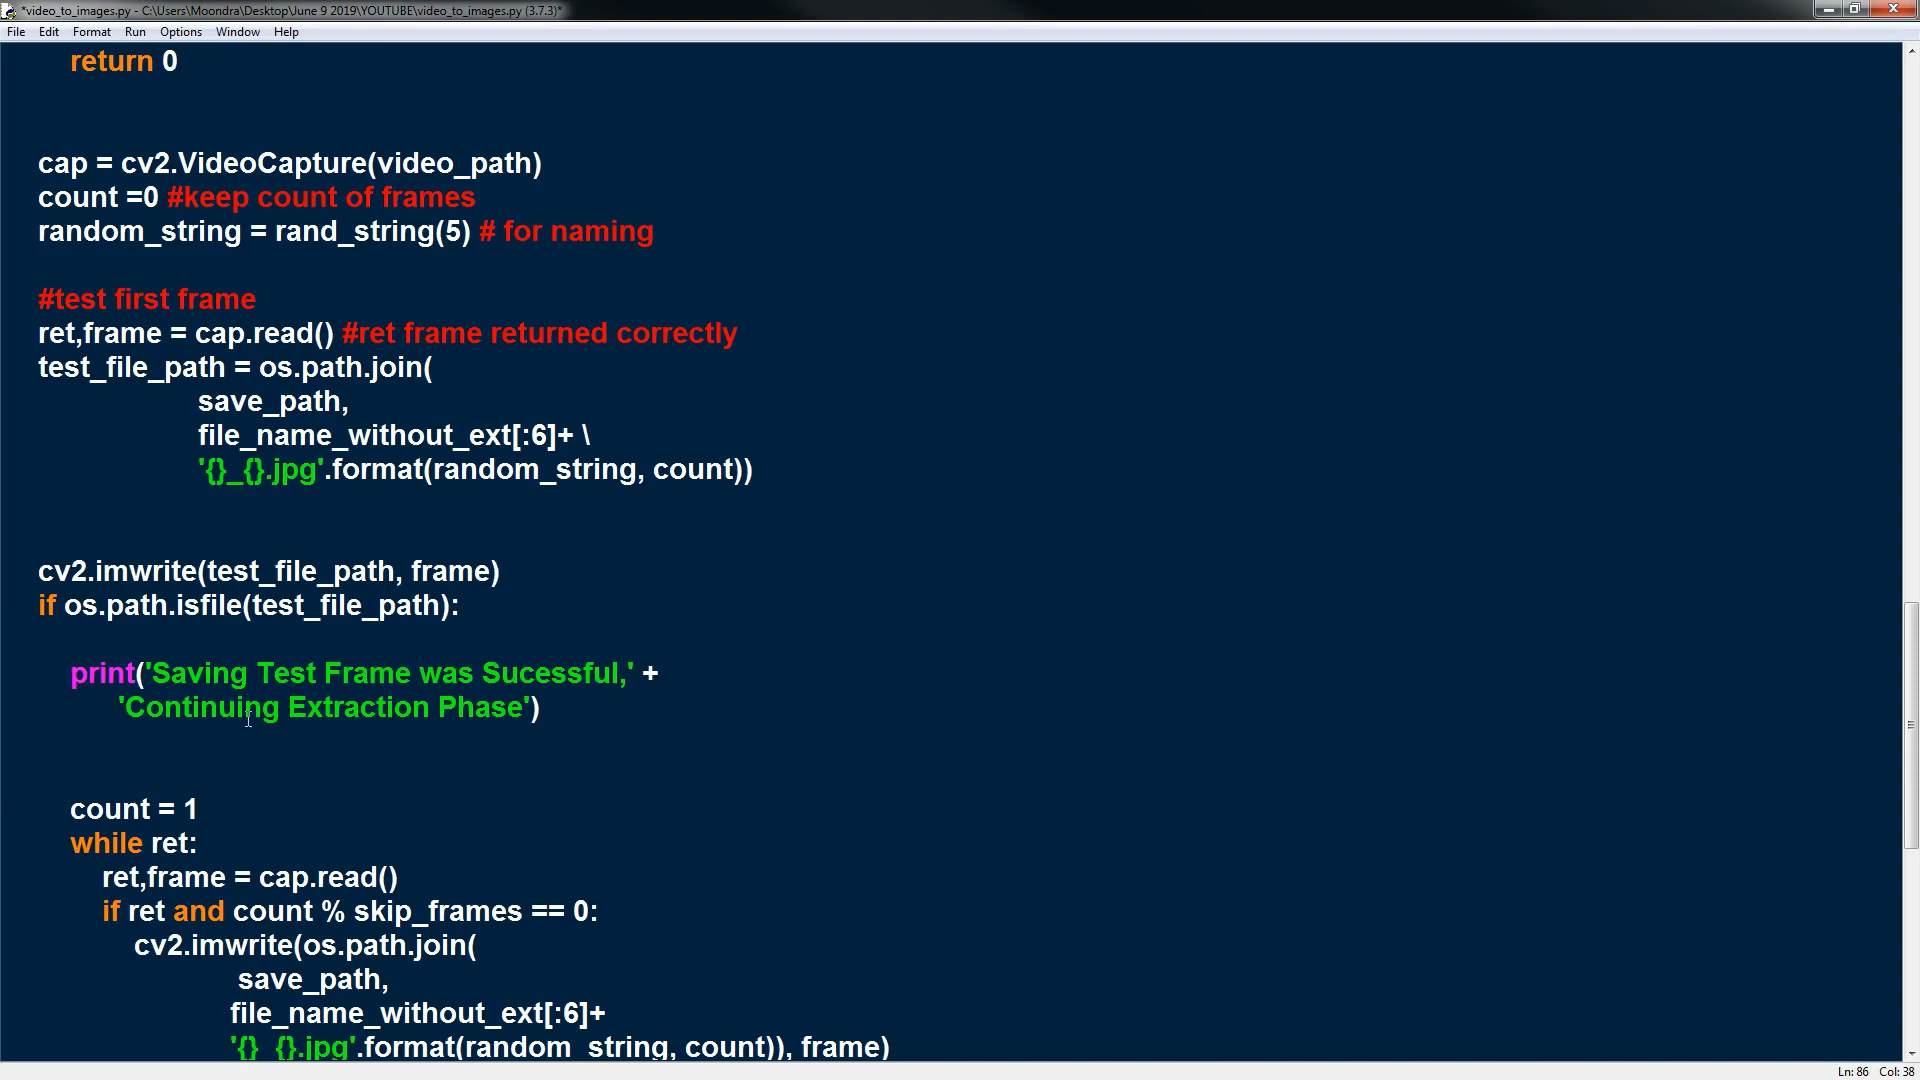 *video_to_images.py - C:\Users\Moondra\Desktop\June 9 2019\YOUTUBE\video_to_images.py (3.7.3)*
File Edit Format Run Options Window Help
return 0
cap = cv2.VideoCapture(video_path)
count =0 #keep count of frames
random_string = rand_string(5) # for naming
#test first frame
ret,frame = cap.read() #ret frame returned correctly
test_file_path = os.path.join(
save_path,
file_name_without_ext[:6]+ \
'{}_{}.jpg'.format(random_string, count))
cv2.imwrite(test_file_path, frame)
if os.path.isfile(test_file_path):
print('Saving Test Frame was Sucessful,' +
'Continuing Extraction Phase')
count = 1
while ret:
ret,frame = cap.read()
if ret and count % skip_frames == 0:
cv2.imwrite(os.path.join(
save_path,
file_name_without_ext[:6]+
'{}_{}.jpg'.format(random_string, count)), frame)
Ln: 86 Col: 38